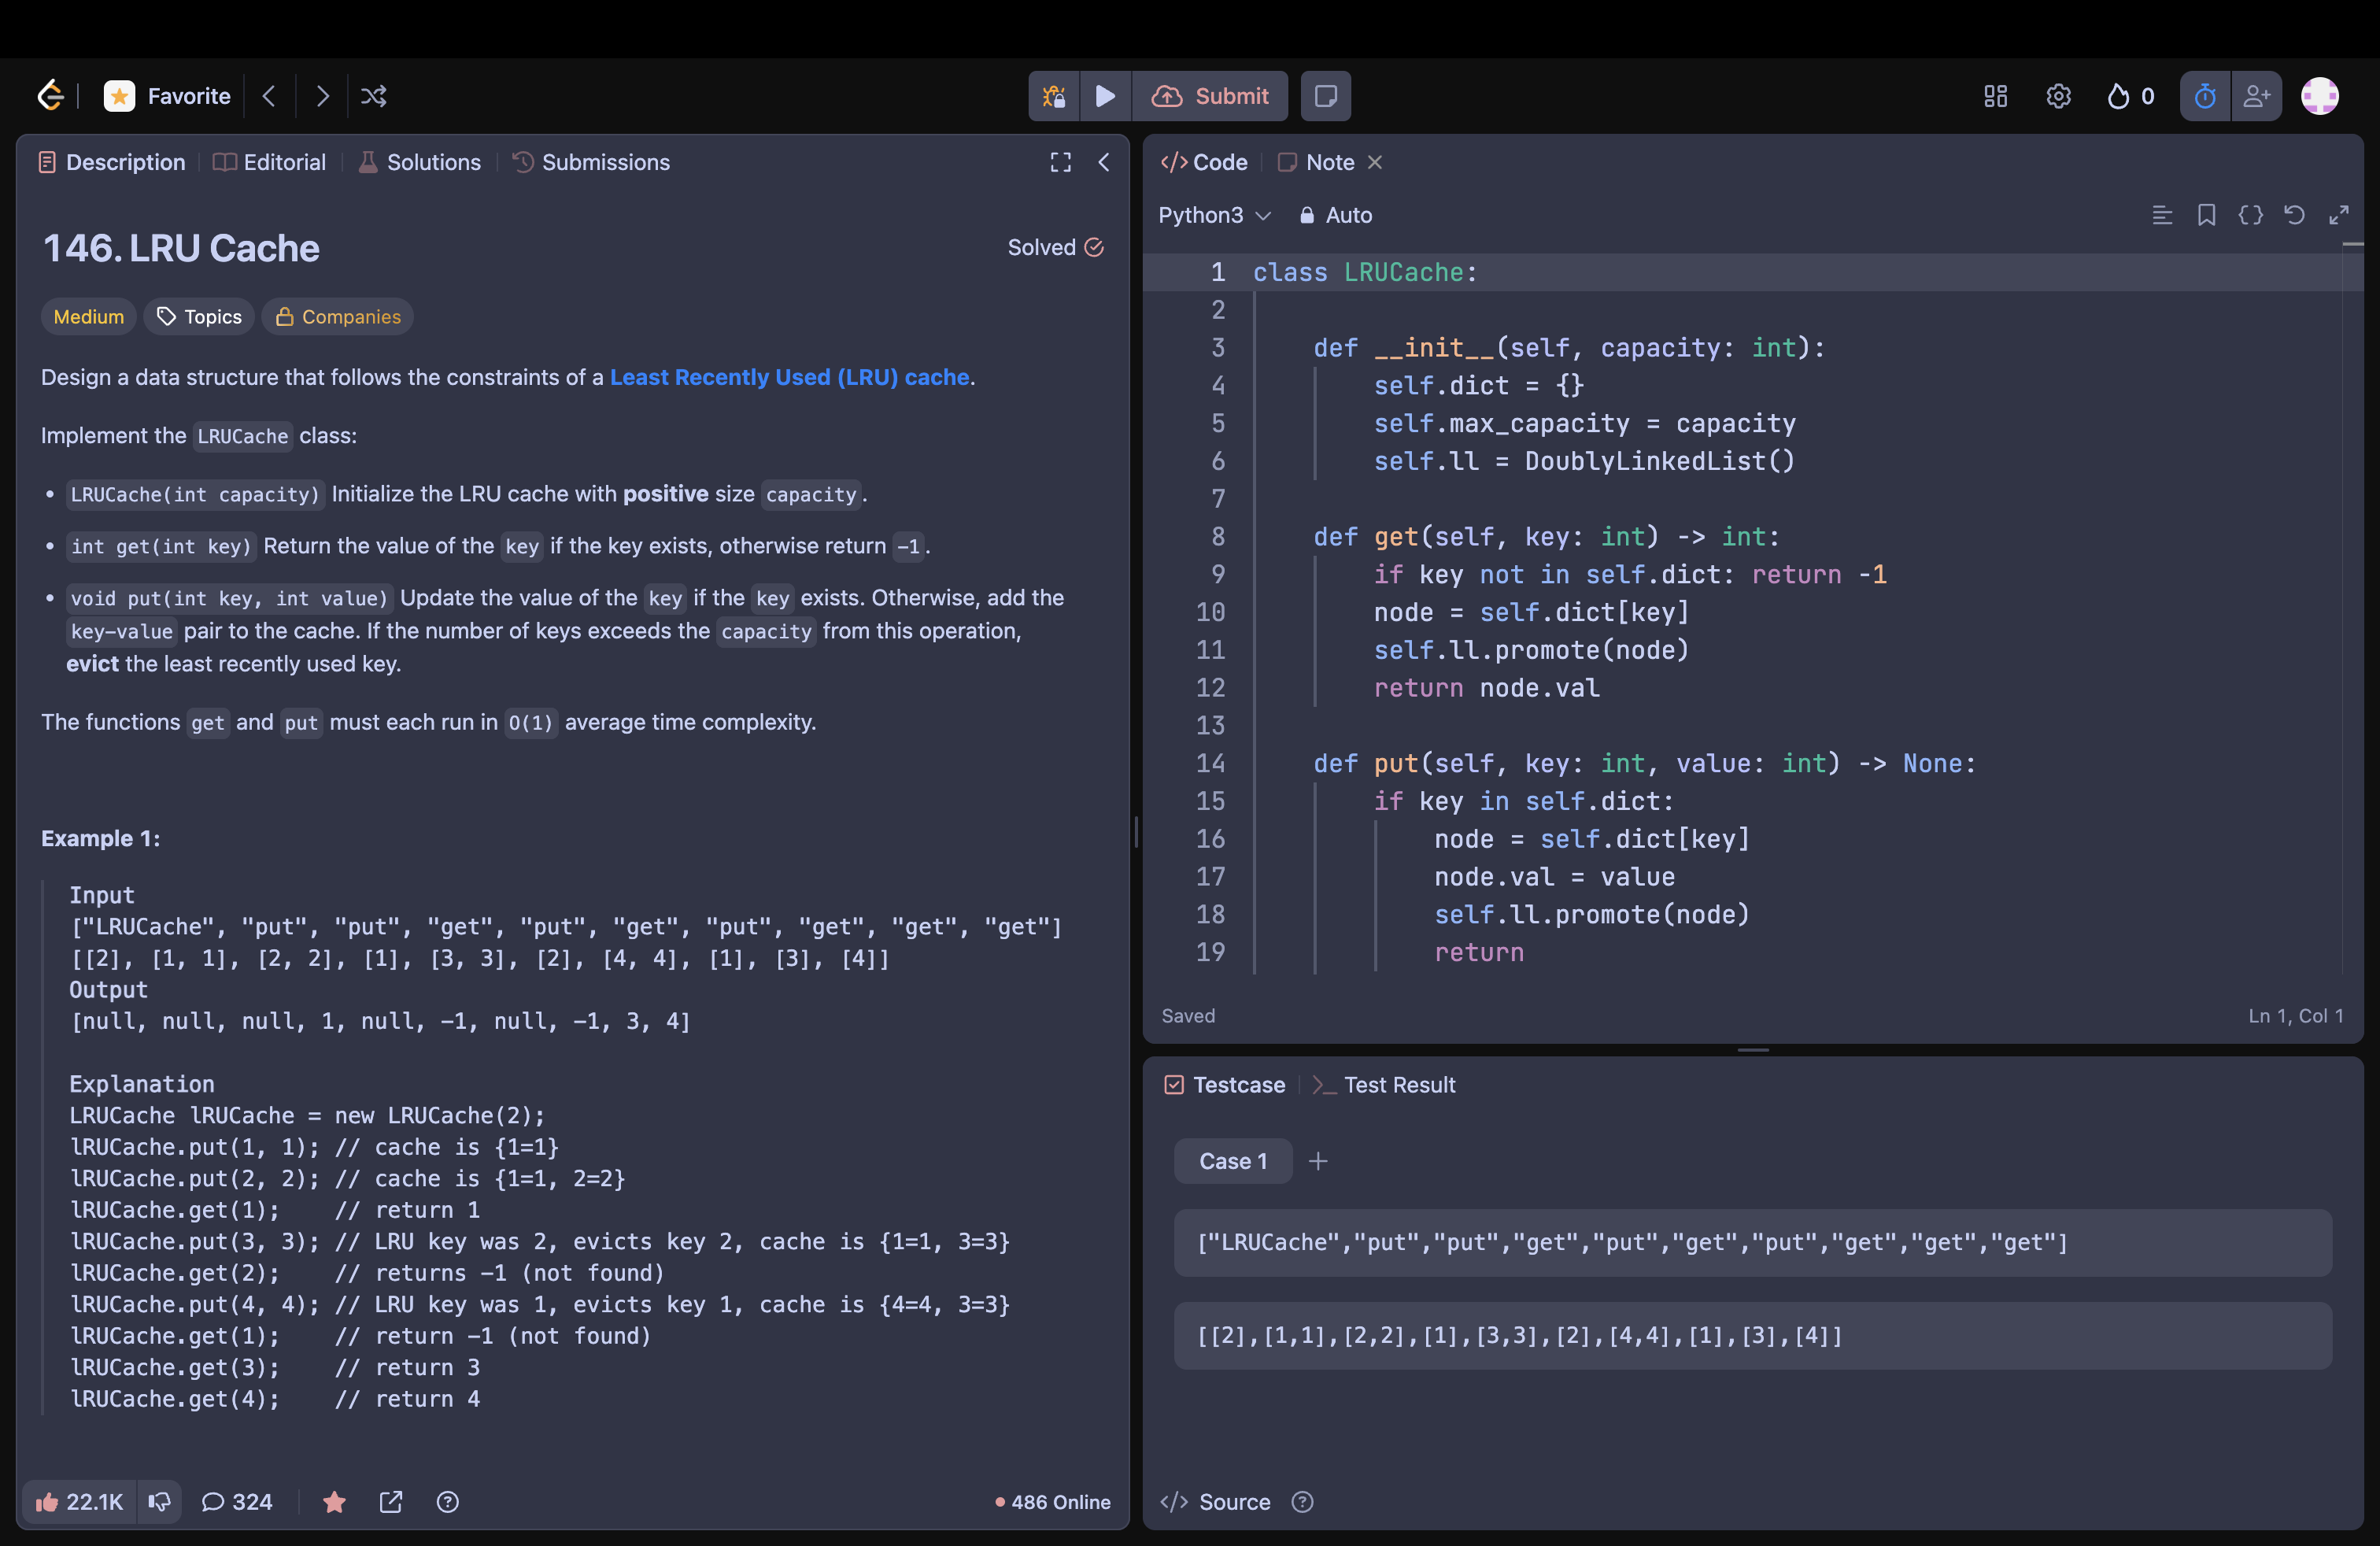 Favorite
Submit
0
Description
Editorial
Solutions
Submissions
146. LRU Cache
Solved
Medium
Topics
Companies
Design a data structure that follows the constraints of a Least Recently Used (LRU) cache.
Implement the LRUCache class:
• LRUCache(int capacity) Initialize the LRU cache with positive size capacity.
• int get(int key) Return the value of the key if the key exists, otherwise return -1.
• void put(int key, int value) Update the value of the key if the key exists. Otherwise, add the
key-value pair to the cache. If the number of keys exceeds the capacity from this operation,
evict the least recently used key.
The functions get and put must each run in O(1) average time complexity.
Example 1:
Input
["LRUCache", "put", "put", "get", "put", "get", "put", "get", "get", "get"]
[[2], [1, 1], [2, 2], [1], [3, 3], [2], [4, 4], [1], [3], [4]]
Output
[null, null, null, 1, null, -1, null, -1, 3, 4]
Explanation
LRUCache lRUCache = new LRUCache(2);
lRUCache.put(1, 1); // cache is {1=1}
lRUCache.put(2, 2); // cache is {1=1, 2=2}
lRUCache.get(1);    // return 1
lRUCache.put(3, 3); // LRU key was 2, evicts key 2, cache is {1=1, 3=3}
lRUCache.get(2);    // returns -1 (not found)
lRUCache.put(4, 4); // LRU key was 1, evicts key 1, cache is {4=4, 3=3}
lRUCache.get(1);    // return -1 (not found)
lRUCache.get(3);    // return 3
lRUCache.get(4);    // return 4
22.1K
324
486 Online
</> Code
Note
Python3
Auto
1 class LRUCache:
2
3     def __init__(self, capacity: int):
4         self.dict = {}
5         self.max_capacity = capacity
6         self.ll = DoublyLinkedList()
7
8     def get(self, key: int) -> int:
9         if key not in self.dict: return -1
10         node = self.dict[key]
11         self.ll.promote(node)
12         return node.val
13
14     def put(self, key: int, value: int) -> None:
15         if key in self.dict:
16             node = self.dict[key]
17             node.val = value
18             self.ll.promote(node)
19             return
Saved
Ln 1, Col 1
Testcase
>_ Test Result
Case 1
+
["LRUCache","put","put","get","put","get","put","get","get","get"]
[[2],[1,1],[2,2],[1],[3,3],[2],[4,4],[1],[3],[4]]
</> Source